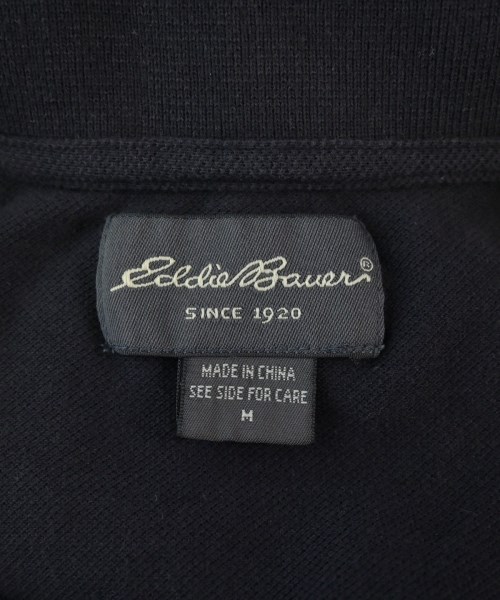 Eddie Bauer®
SINCE 1920
MADE IN CHINA
SEE SIDE FOR CARE
M